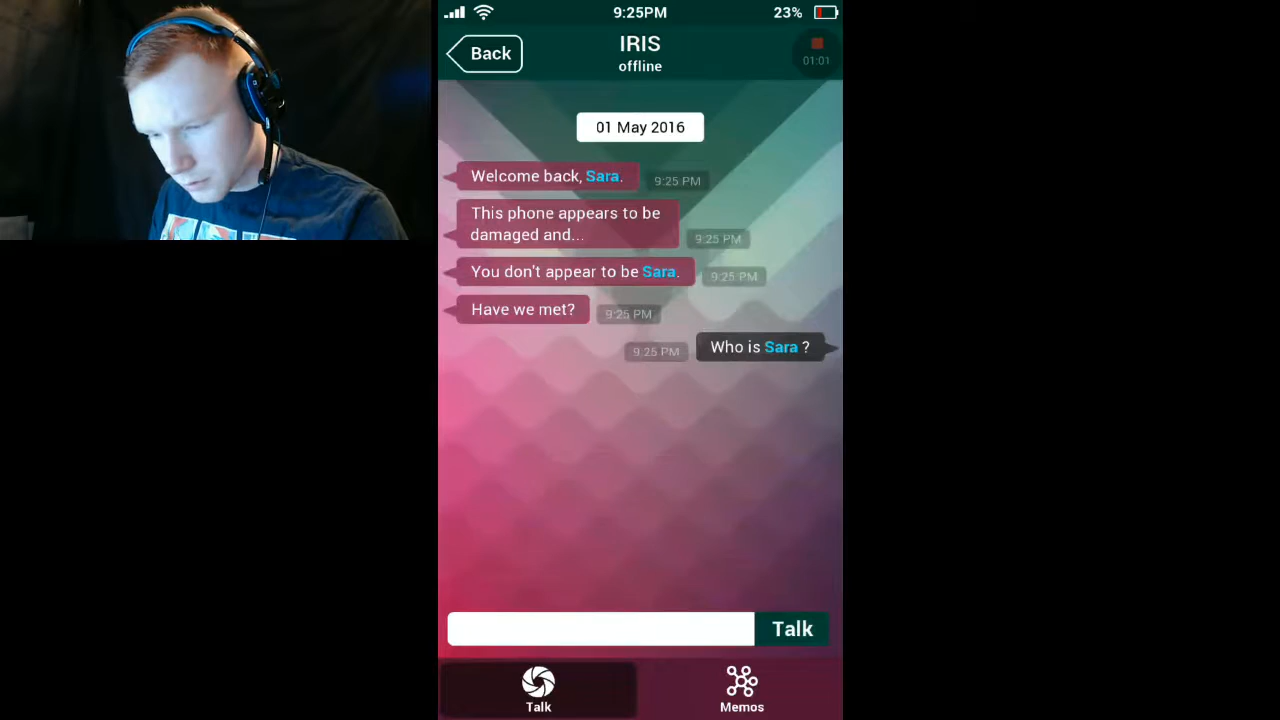 9:25PM
23%
Back
IRIS
offline
01:01
01 May 2016
Welcome back, Sara.
9:25 PM
This phone appears to be
damaged and...
9:25 PM
You don't appear to be Sara.
9:25 PM
Have we met?
9:25 PM
9:25 PM
Who is Sara ?
Talk
Talk
Memos